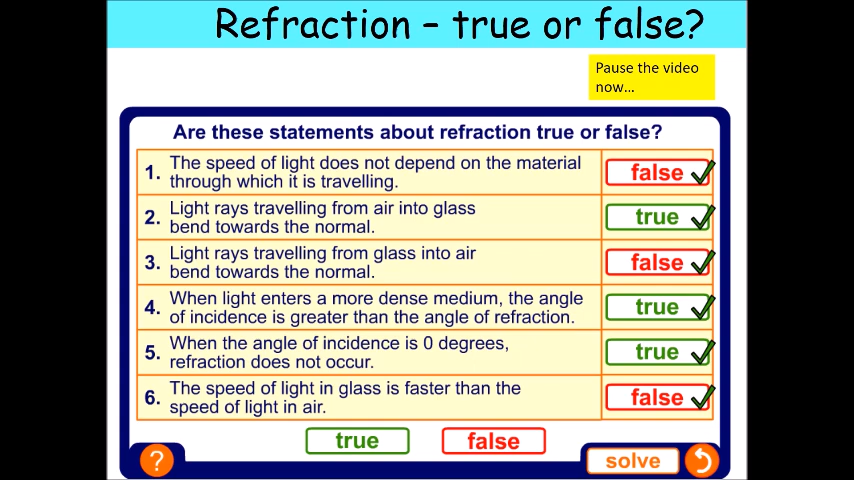 Refraction – true or false?
Pause the video
now...
Are these statements about refraction true or false?
1. The speed of light does not depend on the material
through which it is travelling.
false
2. Light rays travelling from air into glass
bend towards the normal.
true
3. Light rays travelling from glass into air
bend towards the normal.
false
4. When light enters a more dense medium, the angle
of incidence is greater than the angle of refraction.
true
5. When the angle of incidence is 0 degrees,
refraction does not occur.
true
6. The speed of light in glass is faster than the
speed of light in air.
false
true false
? solve